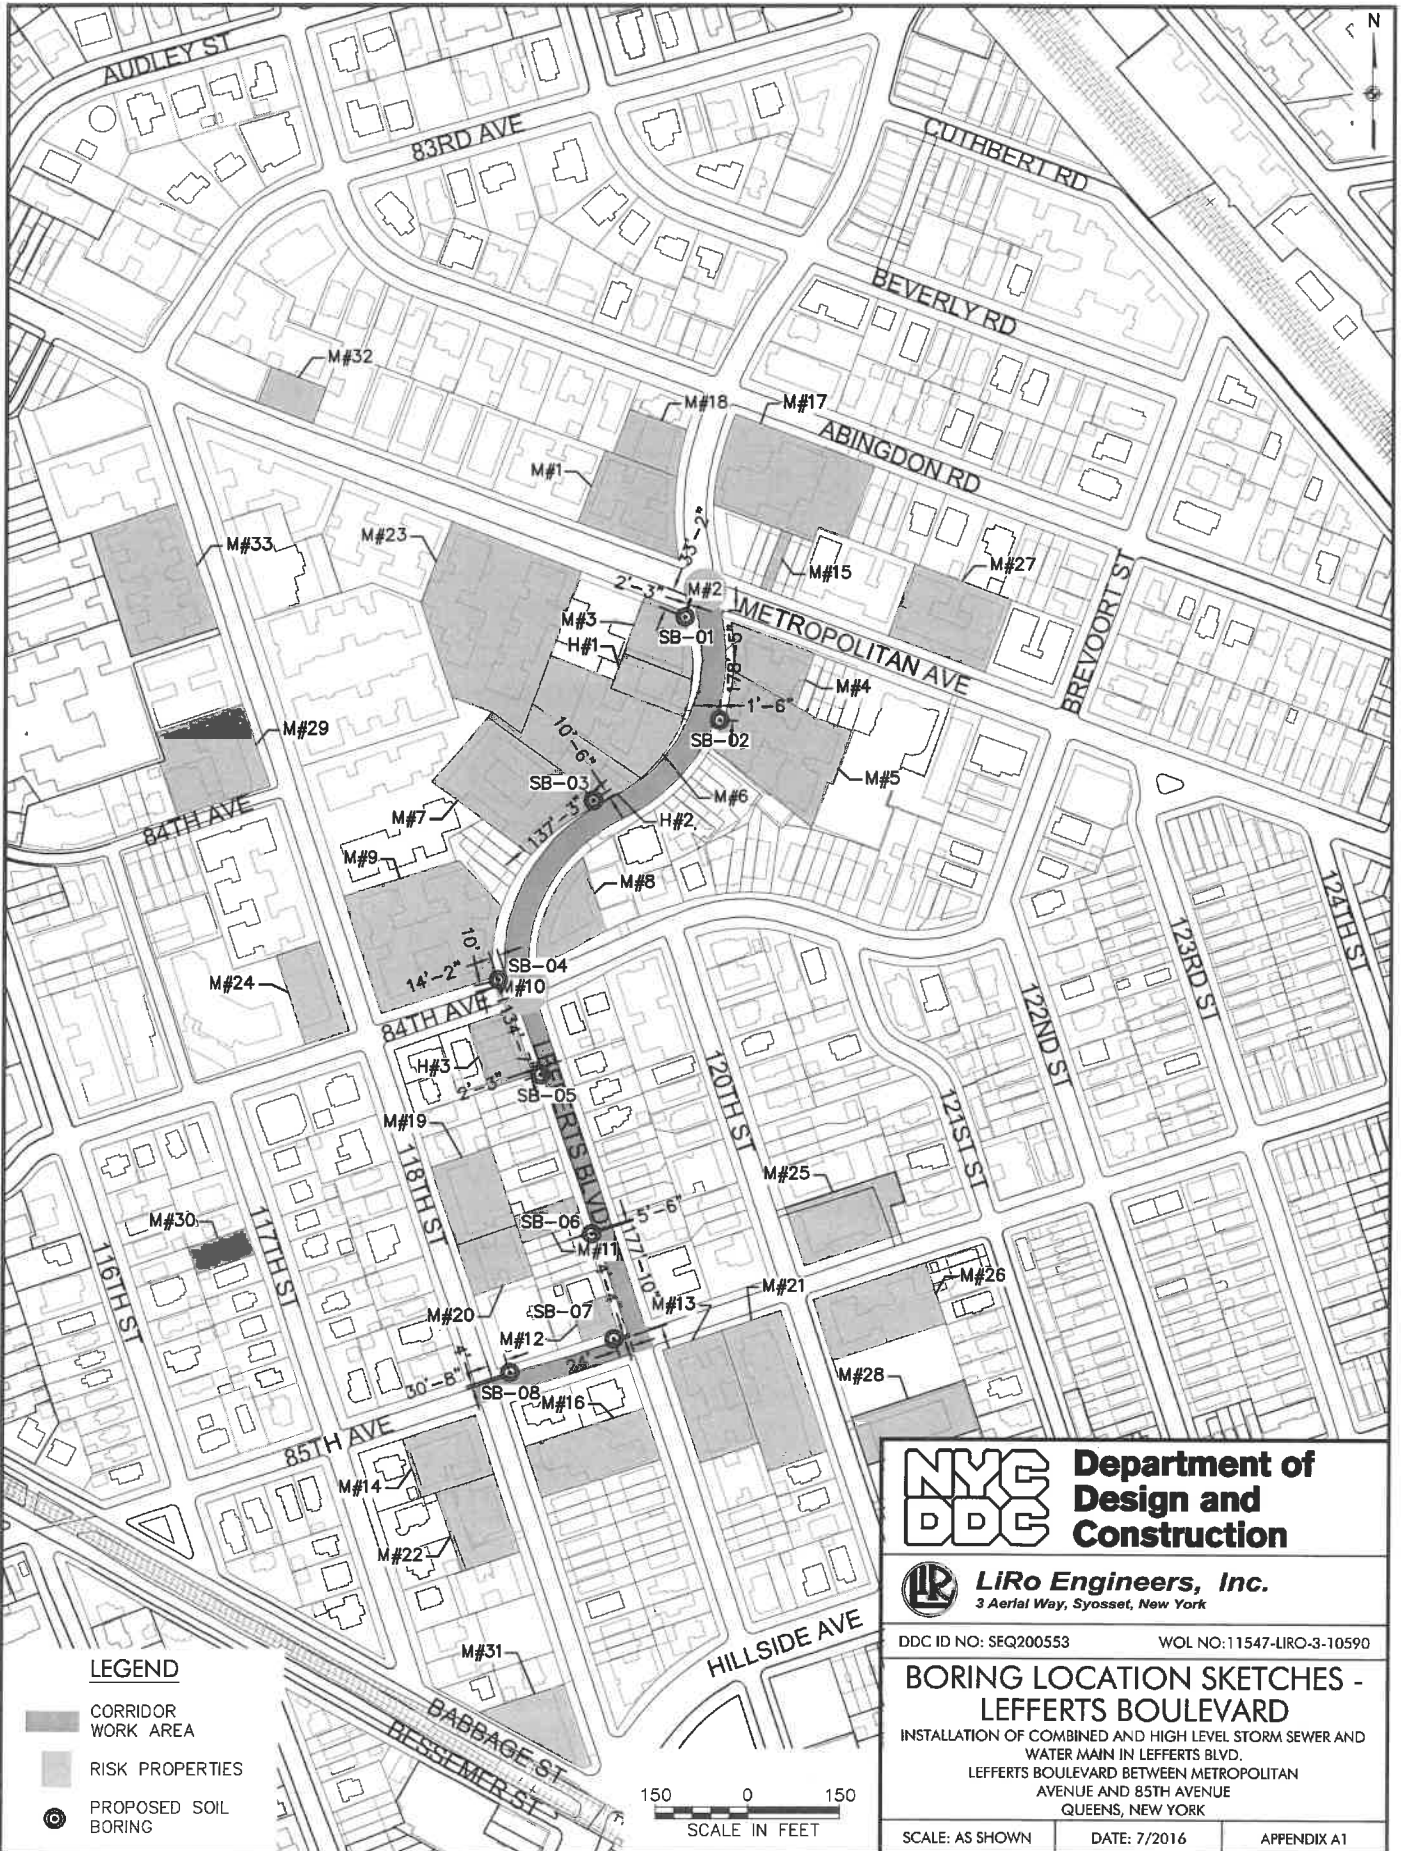 N
AUDLEY ST
83RD AVE
CUTHBERT RD
BEVERLY RD
M#32
M#18
M#17
ABINGDON RD
M#1
33'-2"
M#23
M#33
M#15
M#27
2'-3"
M#2
M#3
SB-01
METROPOLITAN AVE
BREVOORT ST
H#1
178'-5"
M#4
1'-6"
M#29
10'-6"
SB-02
SB-03
M#5
M#6
84TH AVE
M#7
137'-3"
H#2
M#9
M#8
124TH ST
123RD ST
10'
SB-04
14'-2"
M#24
M#10
84TH AVE
122ND ST
134'-7"
H#3
2'-3"
SB-05
LEFFERTS BLVD
120TH ST
121ST ST
M#19
118TH ST
M#25
M#30
SB-06
5'-6"
M#11
117TH ST
116TH ST
177'-10"
4'-4"
M#26
M#21
M#20
SB-07
M#13
M#12
24'
4'
30'-8"
SB-08
M#16
M#28
85TH AVE
M#14
M#22
HILLSIDE AVE
M#31
BABBAGE ST
BESSEMER ST
LEGEND
CORRIDOR
WORK AREA
RISK PROPERTIES
PROPOSED SOIL
BORING
150 0 150
SCALE IN FEET
NYC
DDC
Department of
Design and
Construction
LiRo
LiRo Engineers, Inc.
3 Aerial Way, Syosset, New York
DDC ID NO: SEQ200553 WOL NO:11547-LIRO-3-10590
BORING LOCATION SKETCHES -
LEFFERTS BOULEVARD
INSTALLATION OF COMBINED AND HIGH LEVEL STORM SEWER AND
WATER MAIN IN LEFFERTS BLVD.
LEFFERTS BOULEVARD BETWEEN METROPOLITAN
AVENUE AND 85TH AVENUE
QUEENS, NEW YORK
SCALE: AS SHOWN DATE: 7/2016 APPENDIX A1